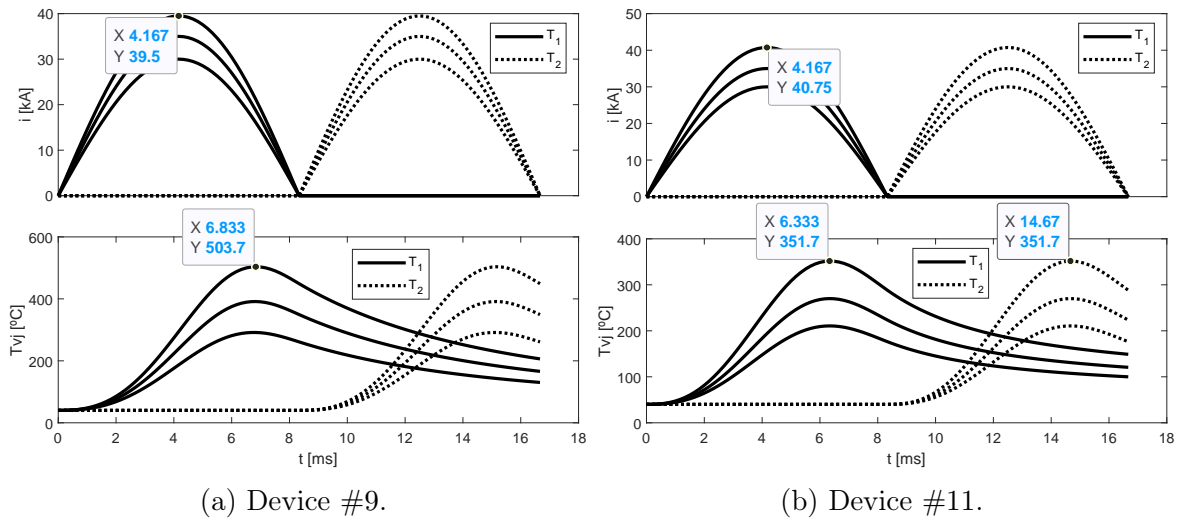 40
30
20
10
0
i [kA]
X 4.167
Y 39.5
T1
T2
50
40
30
20
10
0
i [kA]
X 4.167
Y 40.75
T1
T2
600
400
200
0
Tvj [ºC]
X 6.833
Y 503.7
T1
T2
0 2 4 6 8 10 12 14 16 18
t [ms]
400
300
200
100
0
Tvj [ºC]
X 6.333
Y 351.7
X 14.67
Y 351.7
T1
T2
0 2 4 6 8 10 12 14 16 18
t [ms]
(a) Device #9.
(b) Device #11.